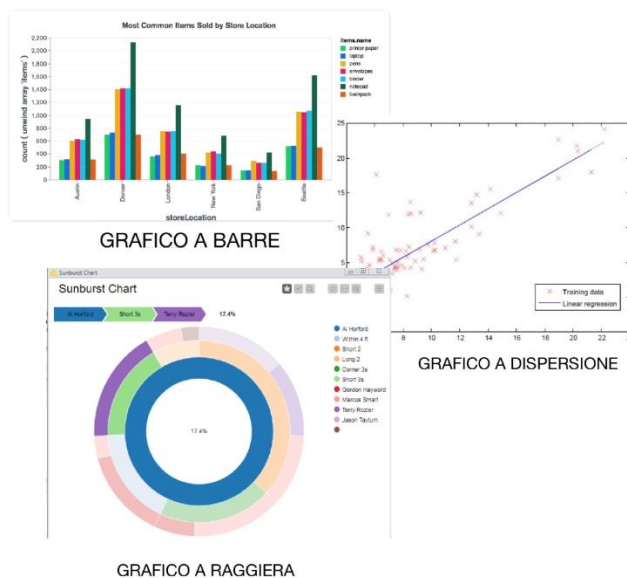 Most Common Items Sold by Store Location
count ( unwind array 'items' )
2,200
2,000
1,800
1,600
1,400
1,200
1,000
800
600
400
200
0
Austin
Denver
London
New York
San Diego
Seattle
storeLocation
items.name
printer paper
laptop
pens
envelopes
binder
notepad
backpack
GRAFICO A BARRE
25
20
15
10
5
8
10
12
14
16
18
20
22
24
Training data
Linear regression
GRAFICO A DISPERSIONE
Sunburst Chart
Sunburst Chart
Al Horford
Short 3s
Terry Rozier
17.4%
17.4%
Al Horford
Within 4 ft
Short 2
Long 2
Corner 3s
Short 3s
Gordon Hayward
Marcus Smart
Terry Rozier
Jason Taytum
GRAFICO A RAGGIERA